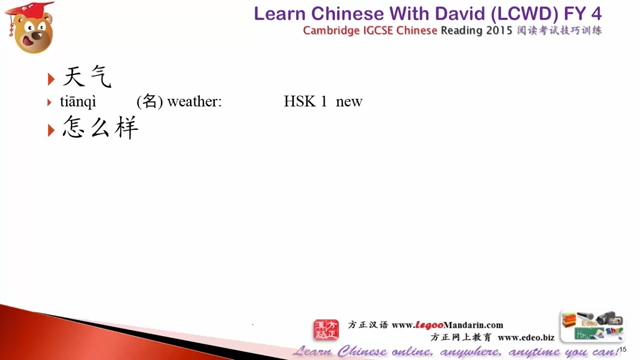 Learn Chinese With David (LCWD) FY 4
Cambridge IGCSE Chinese Reading 2015 阅读考试技巧训练
天气
tiānqì (名) weather: HSK 1 new
怎么样
方正汉语 www.LegooMandarin.com
方正网上教育 www.edeo.biz
Learn Chinese online, anywhere, anytime you can!
15